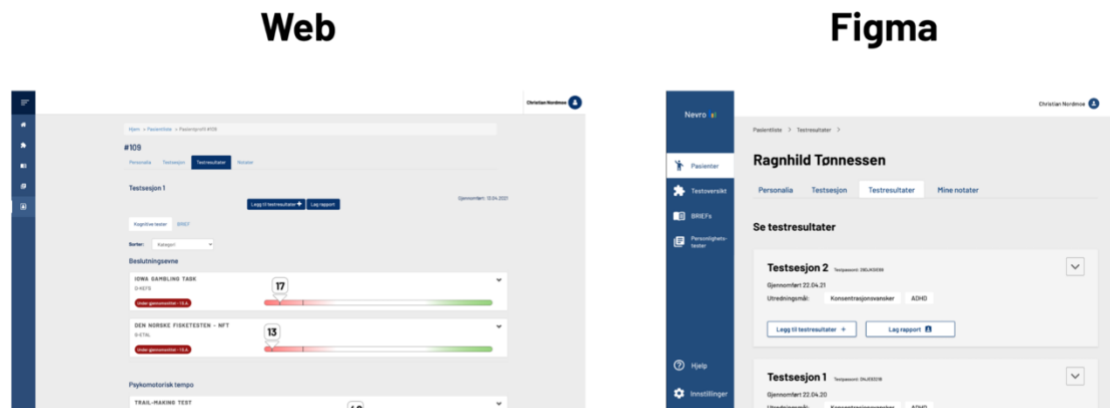 Web
Figma
Christian Nordmoe
Hjem > Pasientliste > Pasientprofil #109
#109
Personalia Testsesjon Testresultater Notater
Testsesjon 1
Legg til testresultater + Lag rapport
Gjennomført: 13.04.2021
Kognitive tester BRIEF
Sorter: Kategori
Beslutningsevne
IOWA GAMBLING TASK
17
DEN NORSKE FISKETESTEN - NFT
13
Psykomotorisk tempo
TRAIL-MAKING TEST
Nevro
Christian Nordmoe
Pasientliste > Testresultater >
Ragnhild Tønnessen
Pasienter
Testoversikt
BRIEFs
Personlighets-
tester
Hjelp
Innstillinger
Personalia Testsesjon Testresultater Mine notater
Se testresultater
Testsesjon 2
Gjennomført 22.04.21
Utredningsmål: Konsentrasjonsvansker ADHD
Legg til testresultater + Lag rapport
Testsesjon 1
Gjennomført 22.04.20